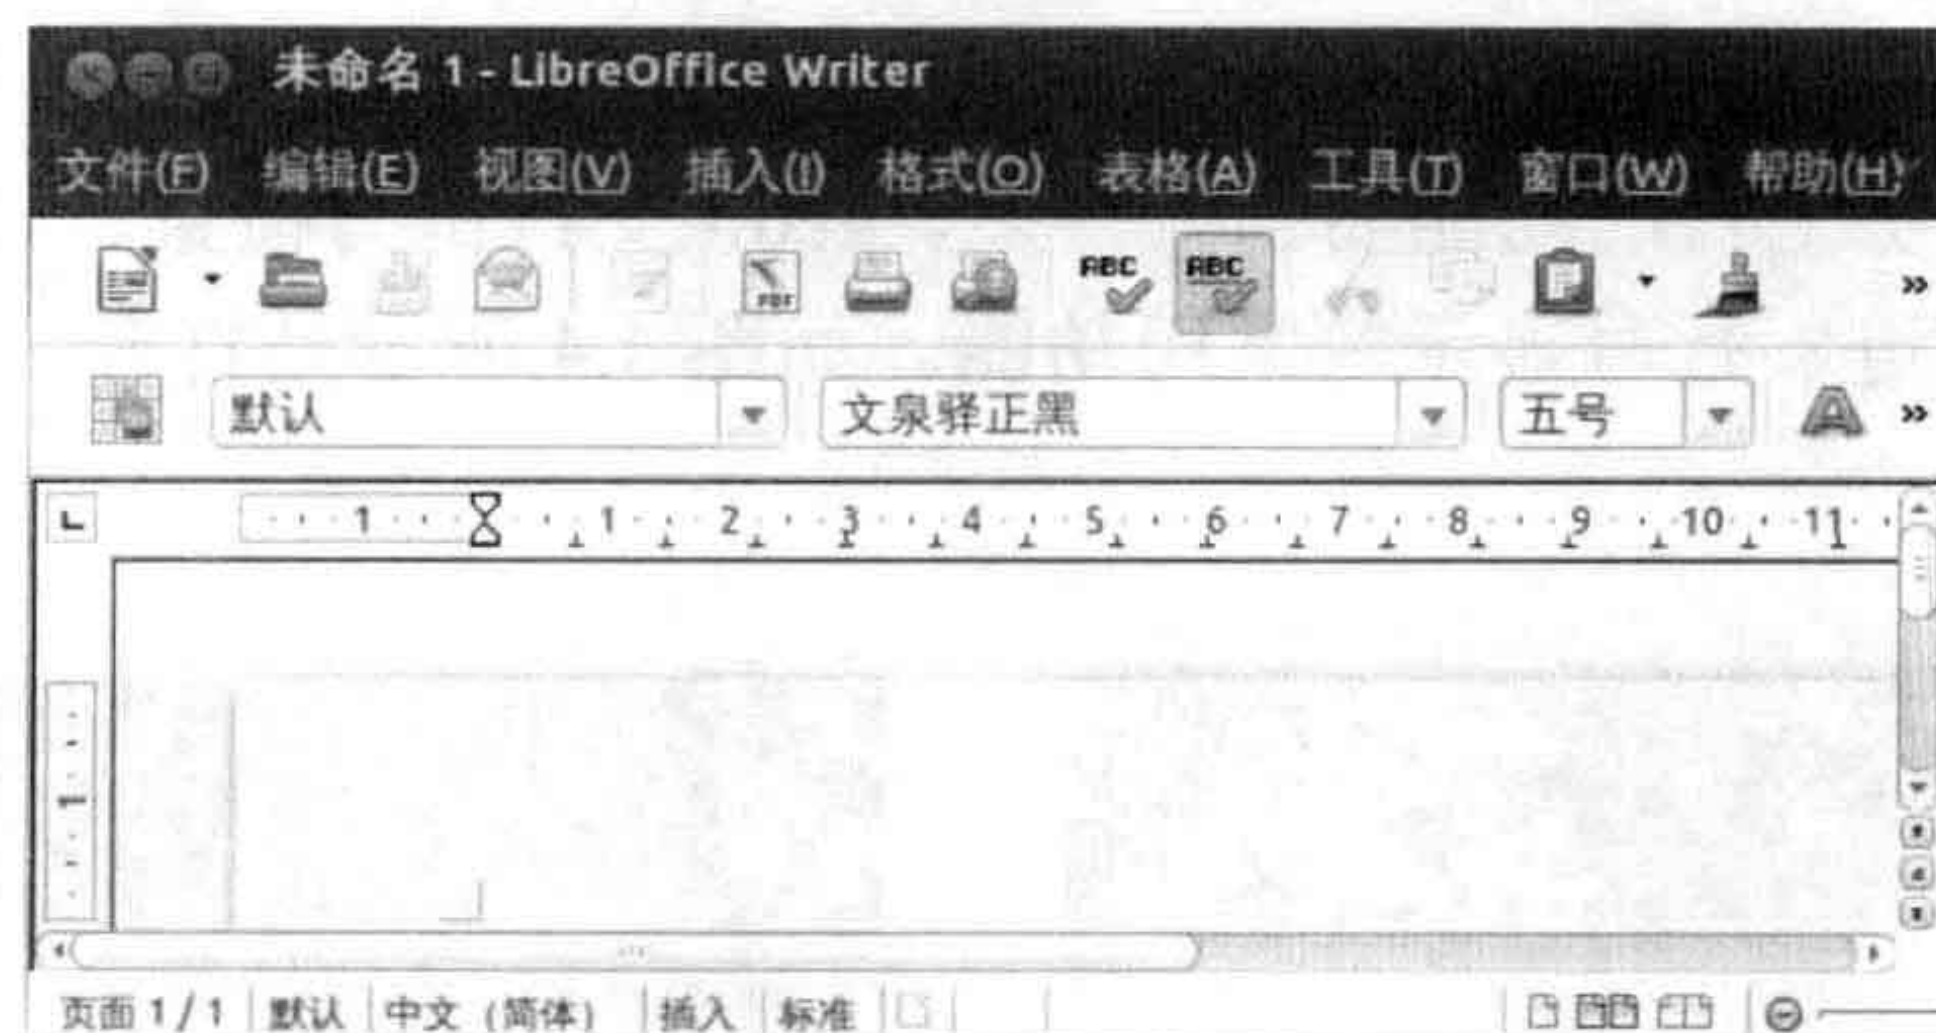 未命名 1 - LibreOffice Writer
文件(F) 编辑(E) 视图(V) 插入(I) 格式(O) 表格(A) 工具(T) 窗口(W) 帮助(H)
PDF ABC ABC »
默认 文泉驿正黑 五号 A »
1 1 2 3 4 5 6 7 8 9 10 11
1
页面 1 / 1 默认 中文 (简体) 插入 标准